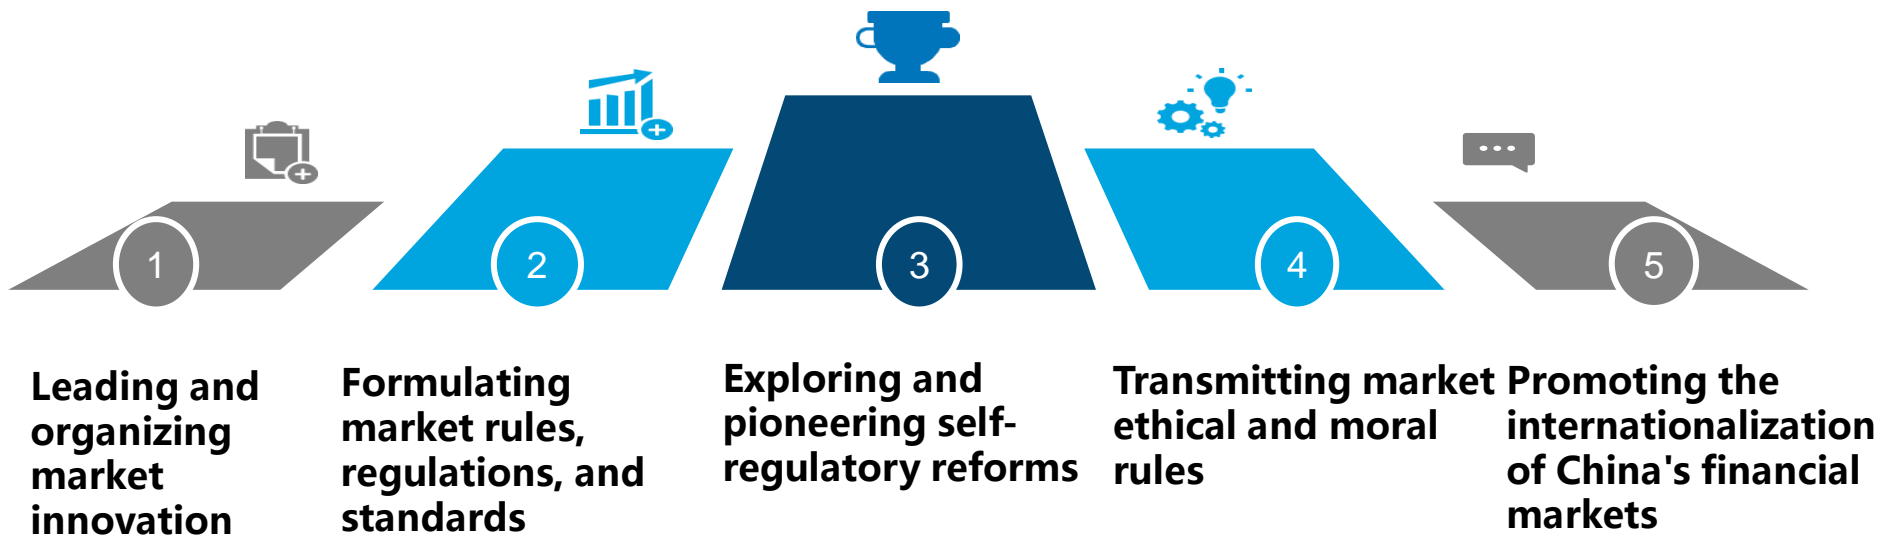 1
Leading and
organizing
market
innovation
2
Formulating
market rules,
regulations, and
standards
3
Exploring and
pioneering self-
regulatory reforms
4
Transmitting market
ethical and moral
rules
5
Promoting the
internationalization
of China's financial
markets